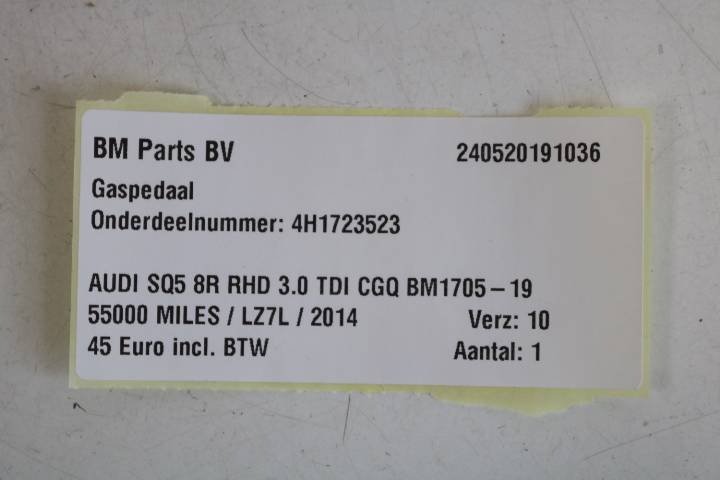 BM Parts BV 240520191036
Gaspedaal
Onderdeelnummer: 4H1723523
AUDI SQ5 8R RHD 3.0 TDI CGQ BM1705-19
55000 MILES / LZ7L / 2014 Verz: 10
45 Euro incl. BTW Aantal: 1